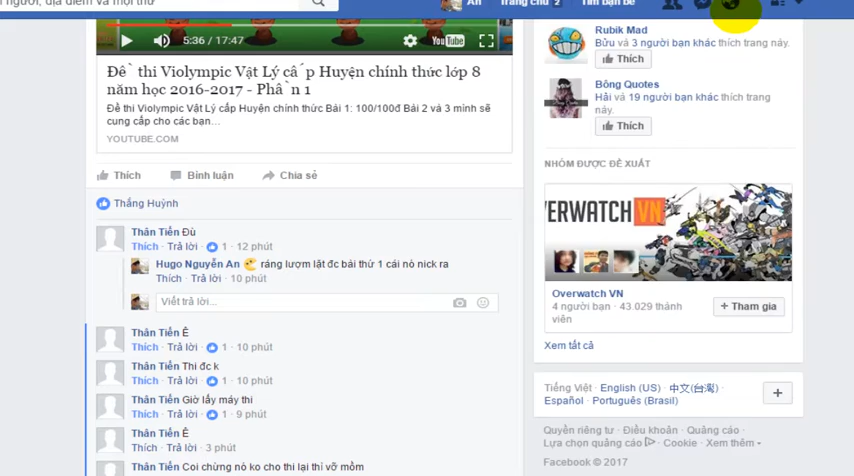 người, địa điểm và mọi thứ khác
An Trang chủ 2 Tìm bạn bè
5:36 / 17:47 YouTube
Đề thi Violympic Vật Lý cấp Huyện chính thức lớp 8
năm học 2016-2017 - Phần 1
Đề thi Violympic Vật Lý cấp Huyện chính thức Bài 1: 100/100đ Bài 2 và 3 mình sẽ
cung cấp cho các bạn...
YOUTUBE.COM
Thích Bình luận Chia sẻ
Thắng Huỳnh
Thân Tiến Đù
Thích · Trả lời · 1 · 12 phút
Hugo Nguyễn An ráng lượm lật đc bài thứ 1 cái nó nick ra
Thích · Trả lời · 10 phút
Viết trả lời...
Thân Tiến Ê
Thích · Trả lời · 1 · 10 phút
Thân Tiến Thi đc k
Thích · Trả lời · 1 · 10 phút
Thân Tiến Giờ lấy máy thi
Thích · Trả lời · 1 · 9 phút
Thân Tiến Ê
Thích · Trả lời · 3 phút
Thân Tiến Coi chừng nó ko cho thi lại thì vỡ mồm
Rubik Mad
Bửu và 3 người bạn khác thích trang này.
Thích
Bông Quotes
Hải và 19 người bạn khác thích trang
này.
Thích
NHÓM ĐƯỢC ĐỀ XUẤT
OVERWATCH VN
Overwatch VN
4 người bạn · 43.029 thành
viên
+ Tham gia
Xem tất cả
Tiếng Việt · English (US) · 中文(台灣) ·
Español · Português (Brasil)
Quyền riêng tư · Điều khoản · Quảng cáo ·
Lựa chọn quảng cáo · Cookie · Xem thêm
Facebook © 2017